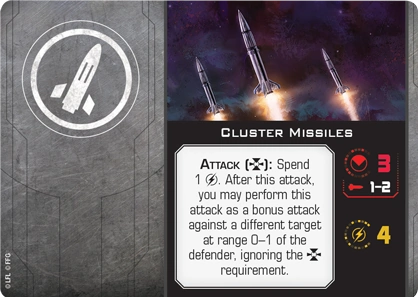 Cluster Missiles
Attack ( ): Spend
1 . After this attack,
you may perform this
attack as a bonus attack
against a different target
at range 0–1 of the
defender, ignoring the
requirement.
3
1–2
4
© LFL © FFG